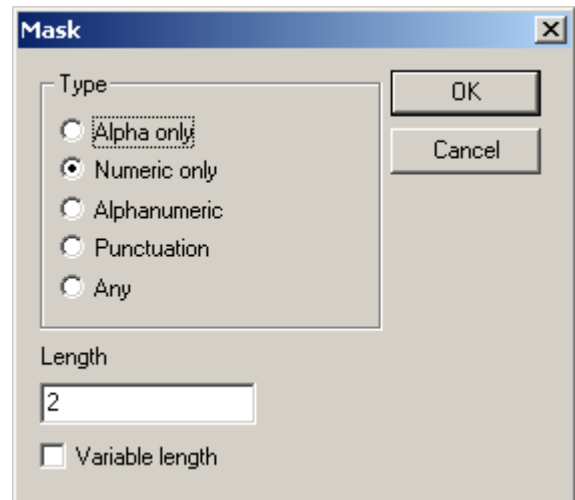 Mask
Type
Alpha only
Numeric only
Alphanumeric
Punctuation
Any
OK
Cancel
Length
2
Variable length